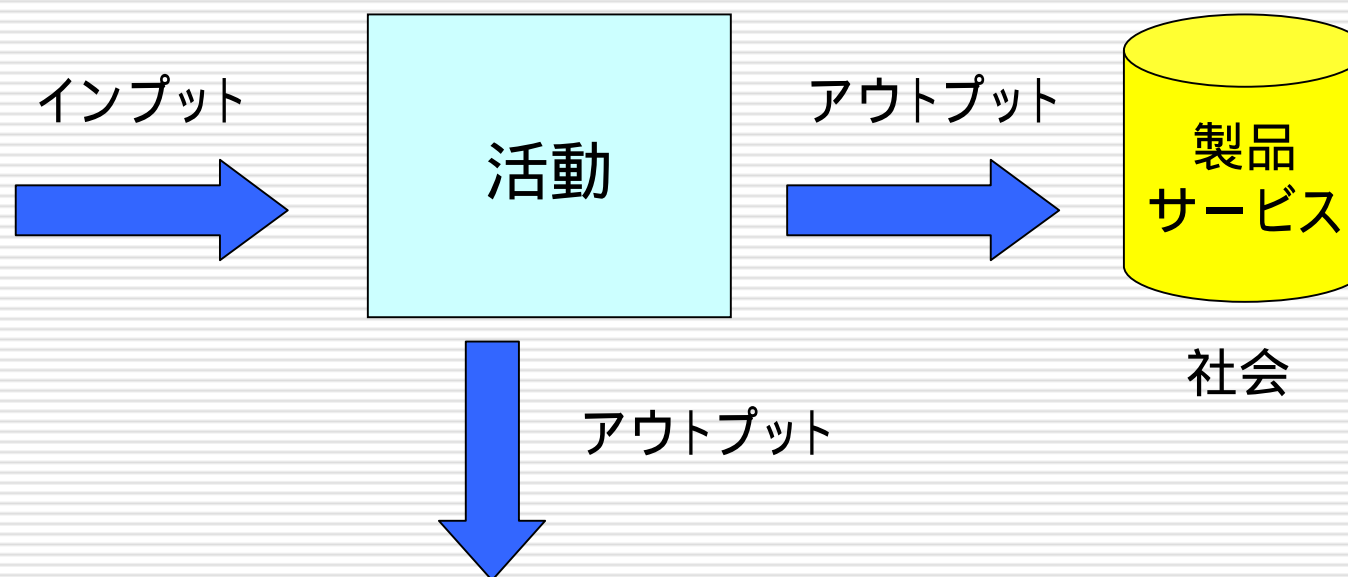 インプット
活動
アウトプット
製品
サービス
社会
アウトプット